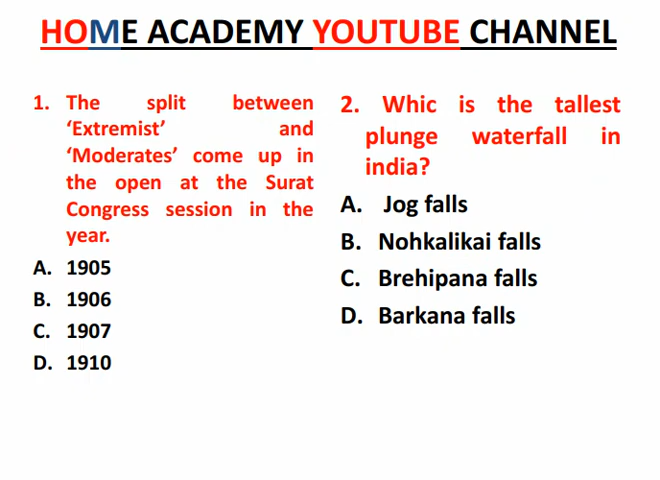 HOME ACADEMY YOUTUBE CHANNEL
1. The split between
‘Extremist’ and
‘Moderates’ come up in
the open at the Surat
Congress session in the
year.
A. 1905
B. 1906
C. 1907
D. 1910
2. Whic is the tallest
plunge waterfall in
india?
A. Jog falls
B. Nohkalikai falls
C. Brehipana falls
D. Barkana falls